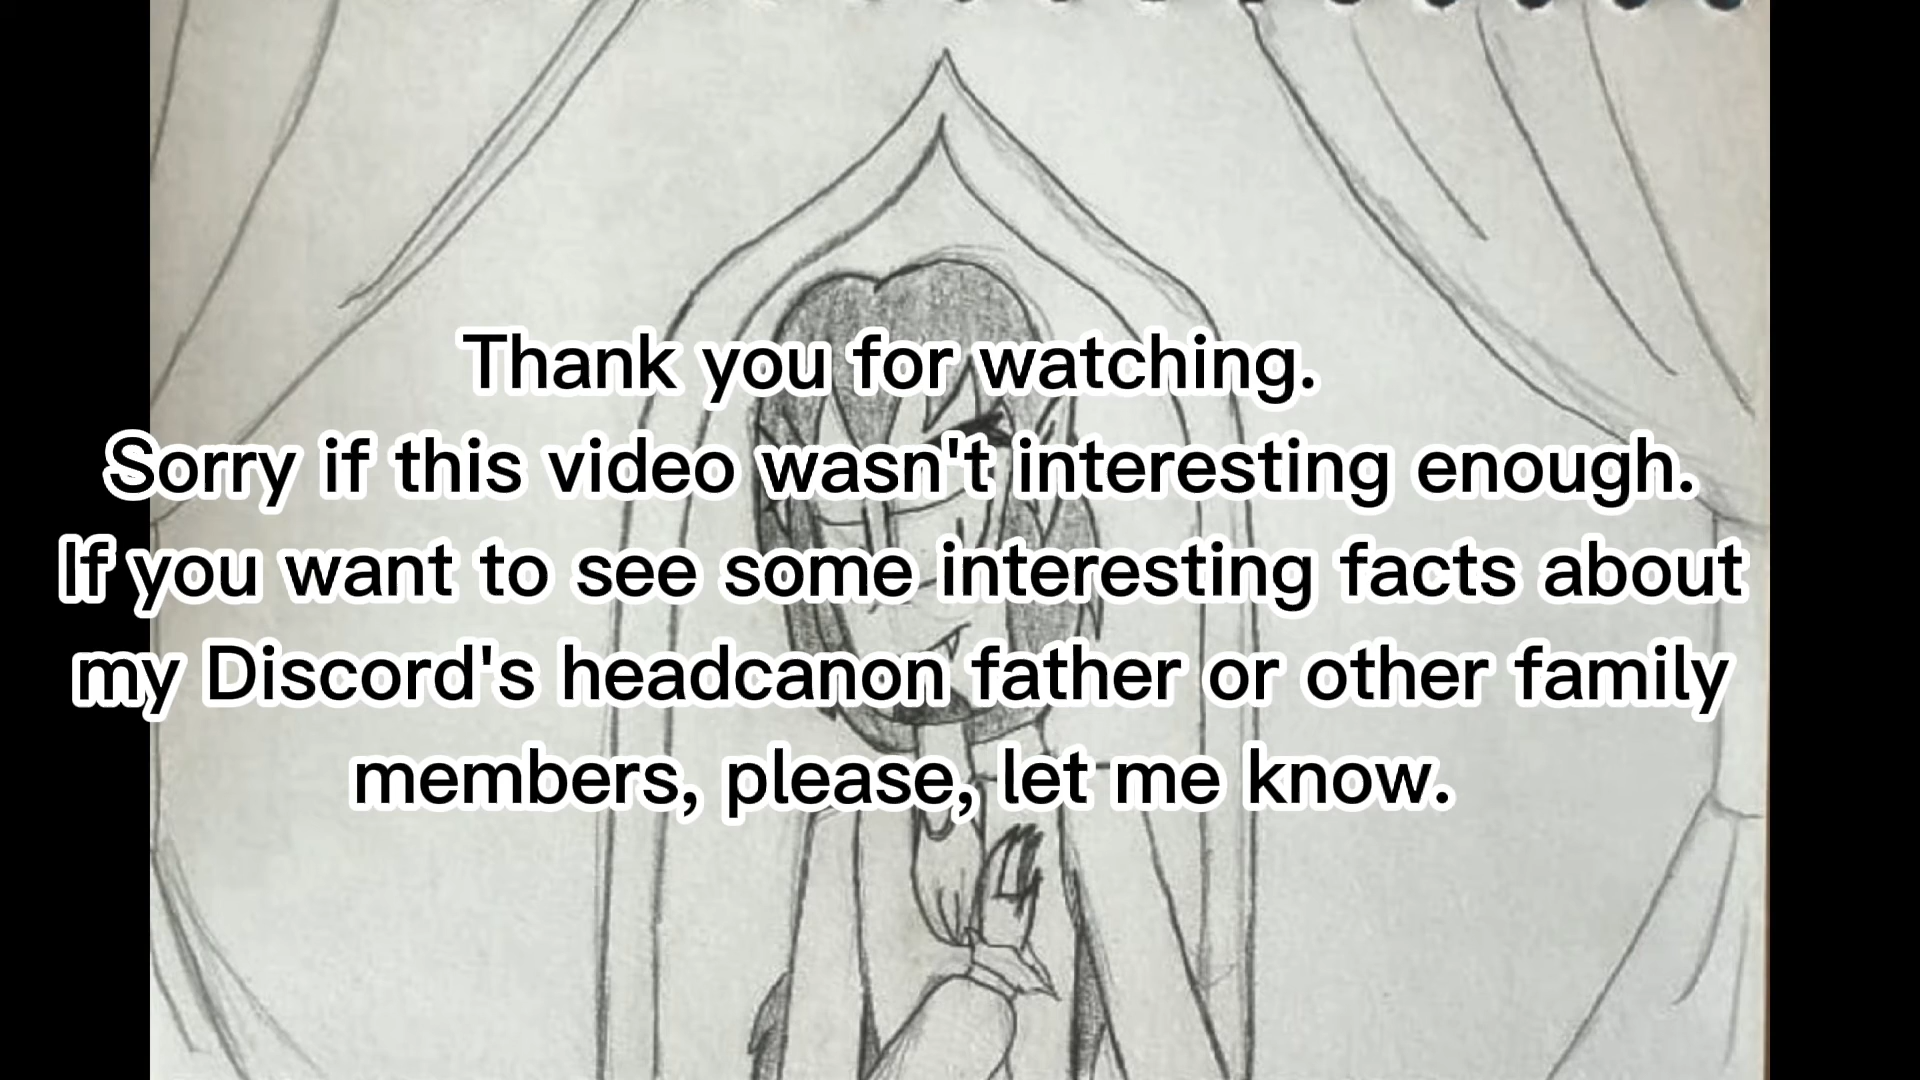 Thank you for watching.
Sorry if this video wasn't interesting enough.
If you want to see some interesting facts about
my Discord's headcanon father or other family
members, please, let me know.